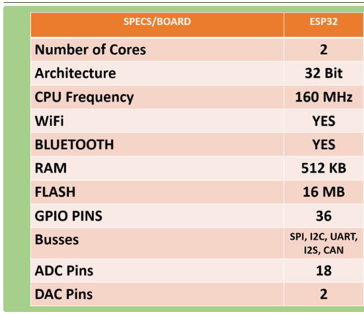 SPECS/BOARD ESP32
Number of Cores 2
Architecture 32 Bit
CPU Frequency 160 MHz
WiFi YES
BLUETOOTH YES
RAM 512 KB
FLASH 16 MB
GPIO PINS 36
Busses SPI, I2C, UART,
I2S, CAN
ADC Pins 18
DAC Pins 2